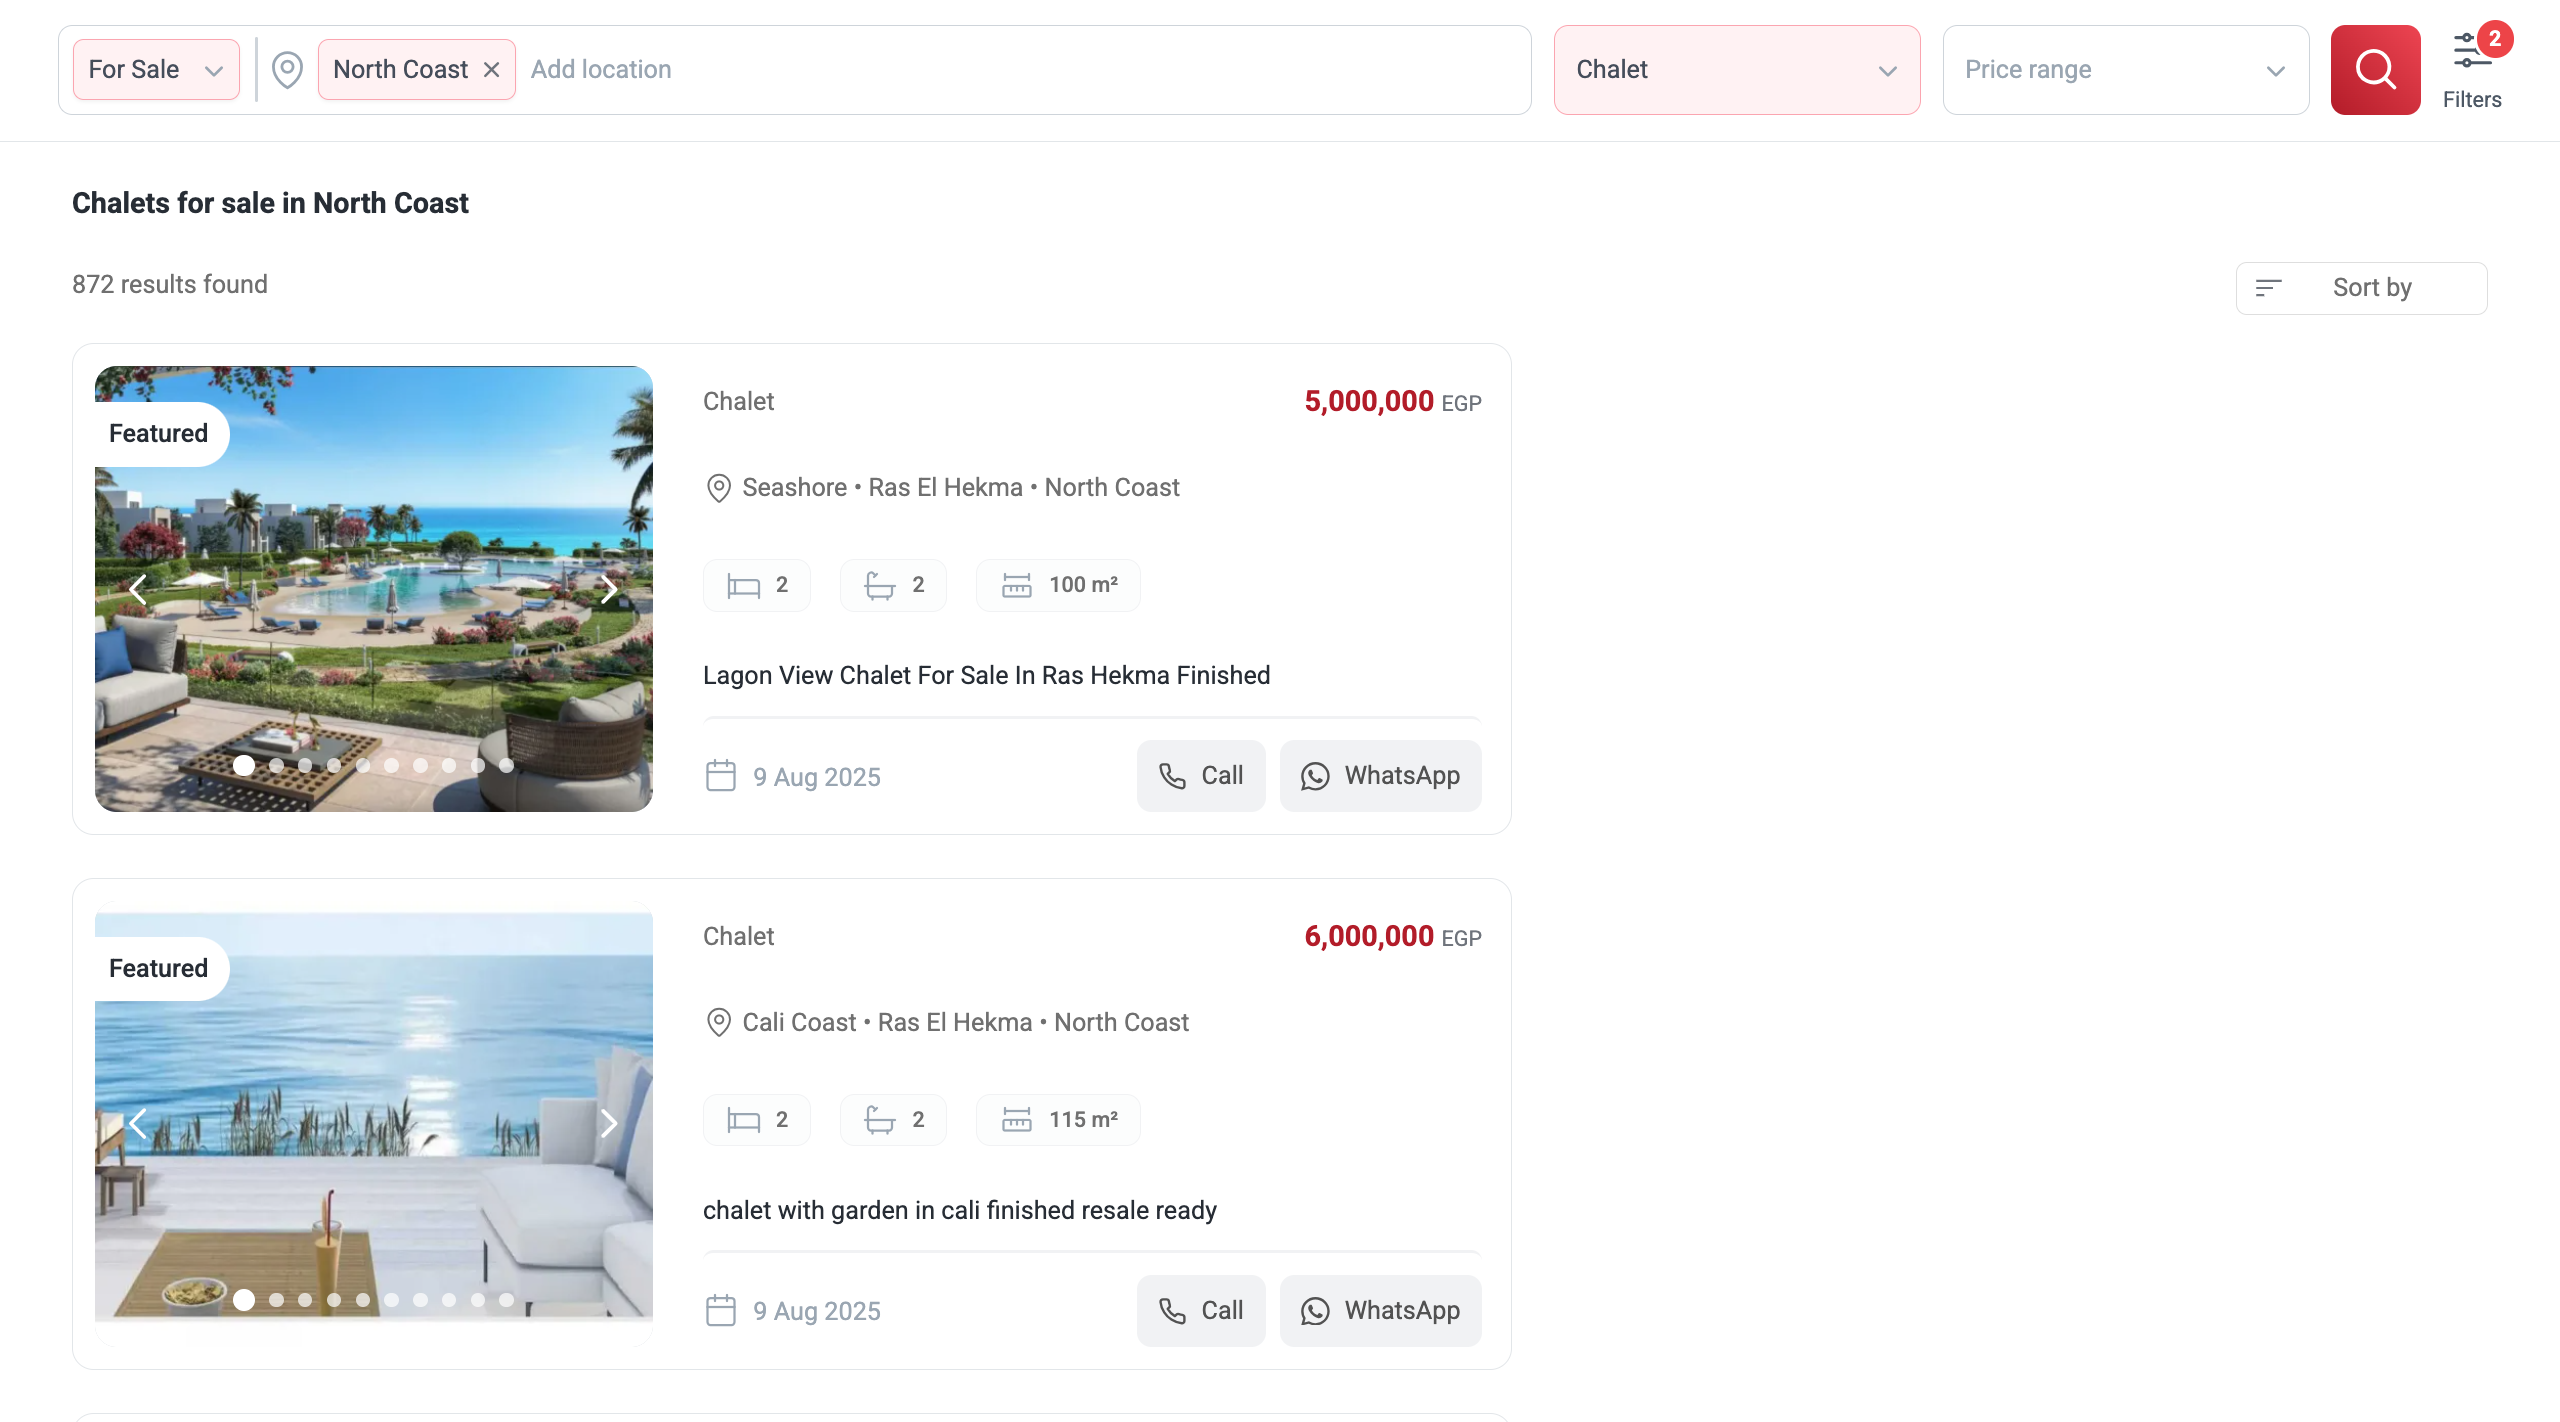 For Sale
North Coast
Add location
Chalet
Price range
2
Filters
Chalets for sale in North Coast
872 results found
Sort by
Featured
Chalet
5,000,000 EGP
Seashore • Ras El Hekma • North Coast
2
2
100 m²
Lagon View Chalet For Sale In Ras Hekma Finished
9 Aug 2025
Call
WhatsApp
Featured
Chalet
6,000,000 EGP
Cali Coast • Ras El Hekma • North Coast
2
2
115 m²
chalet with garden in cali finished resale ready
9 Aug 2025
Call
WhatsApp